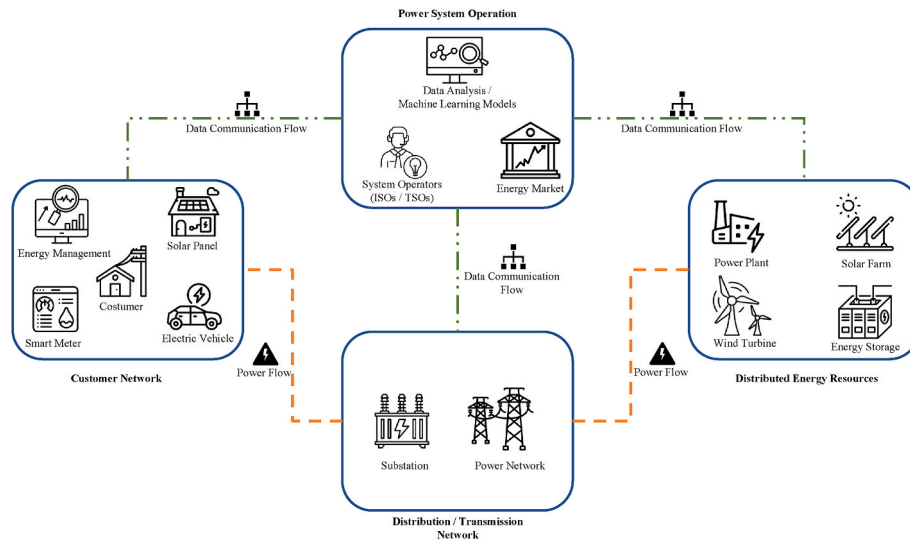 Power System Operation
Data Analysis /
Machine Learning Models
System Operators
(ISOs / TSOs)
Energy Market
Data Communication Flow
Data Communication Flow
Energy Management
Solar Panel
Costumer
Smart Meter
Electric Vehicle
Customer Network
Data Communication
Flow
Power Plant
Solar Farm
Wind Turbine
Energy Storage
Distributed Energy Resources
Power Flow
Power Flow
Substation
Power Network
Distribution / Transmission
Network